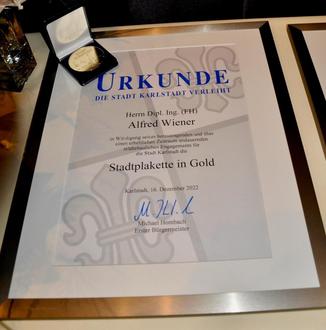 URKUNDE
DIE STADT KARLSTADT VERLEIHT
Herrn Dipl. Ing. (FH)
Alfred Wiener
in Würdigung seines herausragenden und über
einen erheblichen Zeitraum andauernden
Engagements für
die Stadt Karlstadt die
Stadtplakette in Gold
Karlstadt, 16. Dezember 2022
Michael Hombach
Erster Bürgermeister